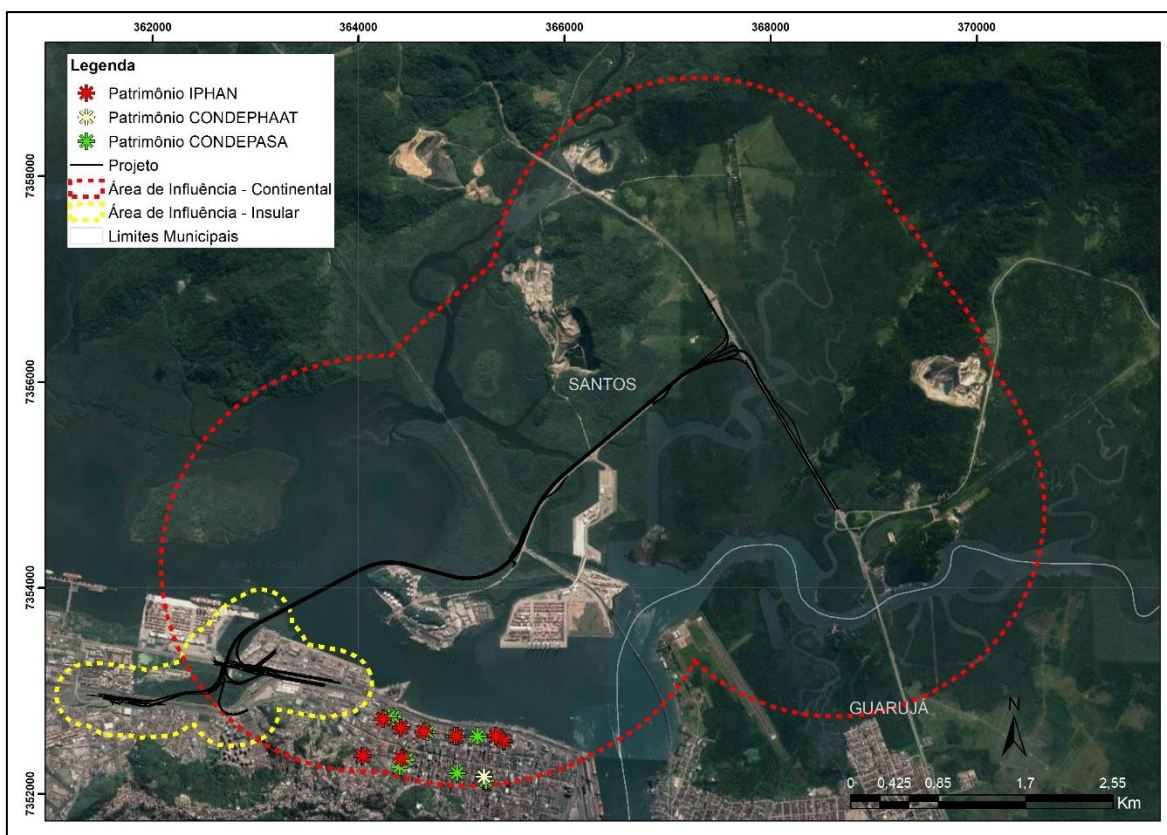 362000 364000 366000 368000 370000
Legenda
Patrimônio IPHAN
Patrimônio CONDEPHAAT
Patrimônio CONDEPASA
Projeto
Área de Influência - Continental
Área de Influência - Insular
Limites Municipais
7358000
7356000
SANTOS
7354000
GUARUJÁ
N
7352000
0 0,425 0,85 1,7 2,55
Km